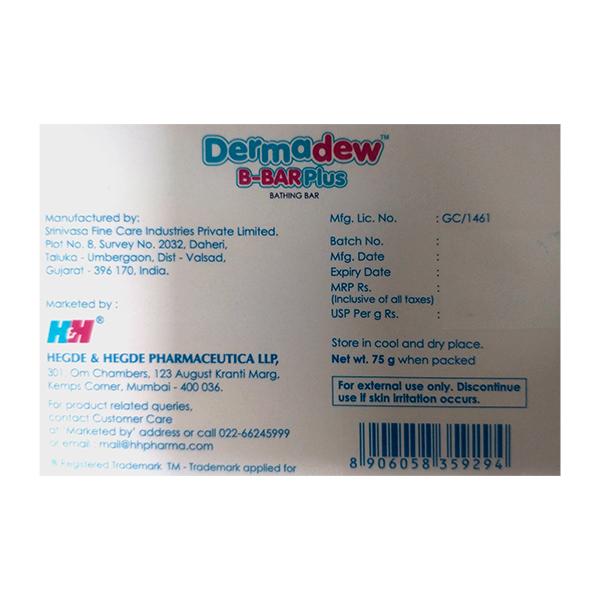 Dermadew™
B-BAR Plus
BATHING BAR
Manufactured by:
Srinivasa Fine Care Industries Private Limited.
Plot No. 8, Survey No. 2032, Daheri,
Taluka - Umbergaon, Dist - Valsad,
Gujarat - 396 170, India.
Marketed by :
H&H®
HEGDE & HEGDE PHARMACEUTICA LLP,
301, Om Chambers, 123 August Kranti Marg,
Kemps Corner, Mumbai - 400 036.
For product related queries,
contact Customer Care
at 'Marketed by' address or call 022-66245999
or email : mail@hhpharma.com
® Registered Trademark TM - Trademark applied for
Mfg. Lic. No. : GC/1461
Batch No. :
Mfg. Date :
Expiry Date :
MRP Rs. :
(Inclusive of all taxes)
USP Per g Rs. :
Store in cool and dry place.
Net wt. 75 g when packed
For external use only. Discontinue
use if skin irritation occurs.
8 906058 359294